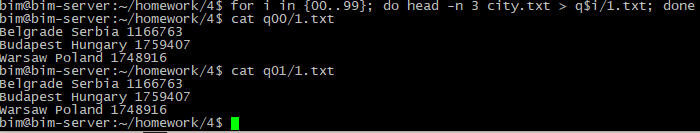 bim@bim-server:~/homework/4$ for i in {00..99}; do head -n 3 city.txt > q$i/1.txt; done
bim@bim-server:~/homework/4$ cat q00/1.txt
Belgrade Serbia 1166763
Budapest Hungary 1759407
Warsaw Poland 1748916
bim@bim-server:~/homework/4$ cat q01/1.txt
Belgrade Serbia 1166763
Budapest Hungary 1759407
Warsaw Poland 1748916
bim@bim-server:~/homework/4$